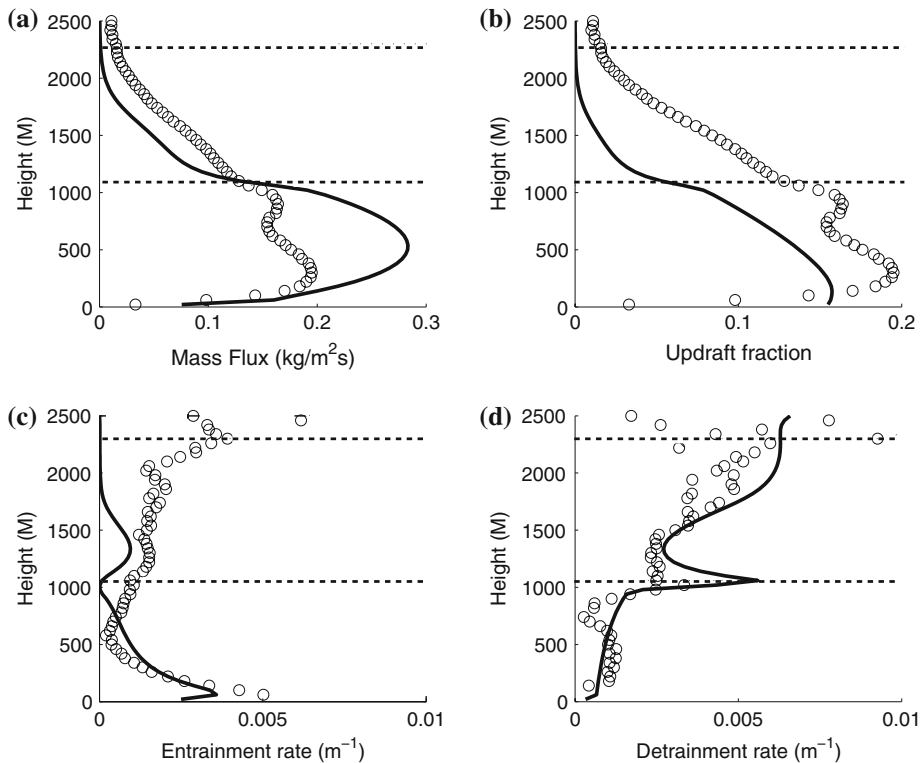 (a)
2500
2000
1500
1000
500
0
Height (M)
0 0.1 0.2 0.3
Mass Flux (kg/m²s)
(b)
2500
2000
1500
1000
500
0
Height (M)
0 0.1 0.2
Updraft fraction
(c)
2500
2000
1500
1000
500
0
Height (M)
0 0.005 0.01
Entrainment rate (m⁻¹)
(d)
2500
2000
1500
1000
500
0
Height (M)
0 0.005 0.01
Detrainment rate (m⁻¹)